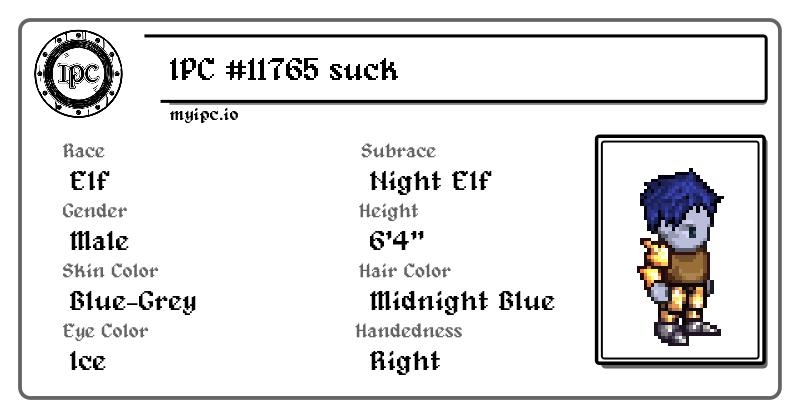 IPC
IPC #11765 suck
myipc.io
Race
Elf
Subrace
Night Elf
Gender
Male
Height
6'4"
Skin Color
Blue-Grey
Hair Color
Midnight Blue
Eye Color
Ice
Handedness
Right